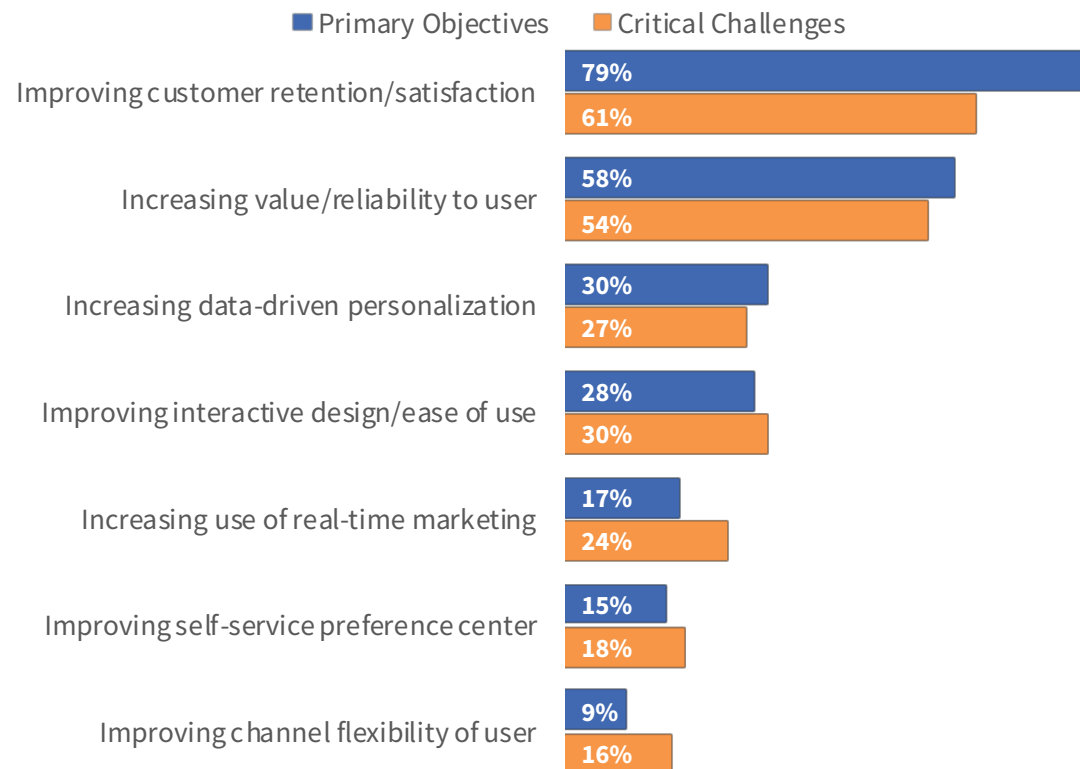 Primary Objectives Critical Challenges
Improving customer retention/satisfaction
79%
61%
Increasing value/reliability to user
58%
54%
Increasing data-driven personalization
30%
27%
Improving interactive design/ease of use
28%
30%
Increasing use of real-time marketing
17%
24%
Improving self-service preference center
15%
18%
Improving channel flexibility of user
9%
16%